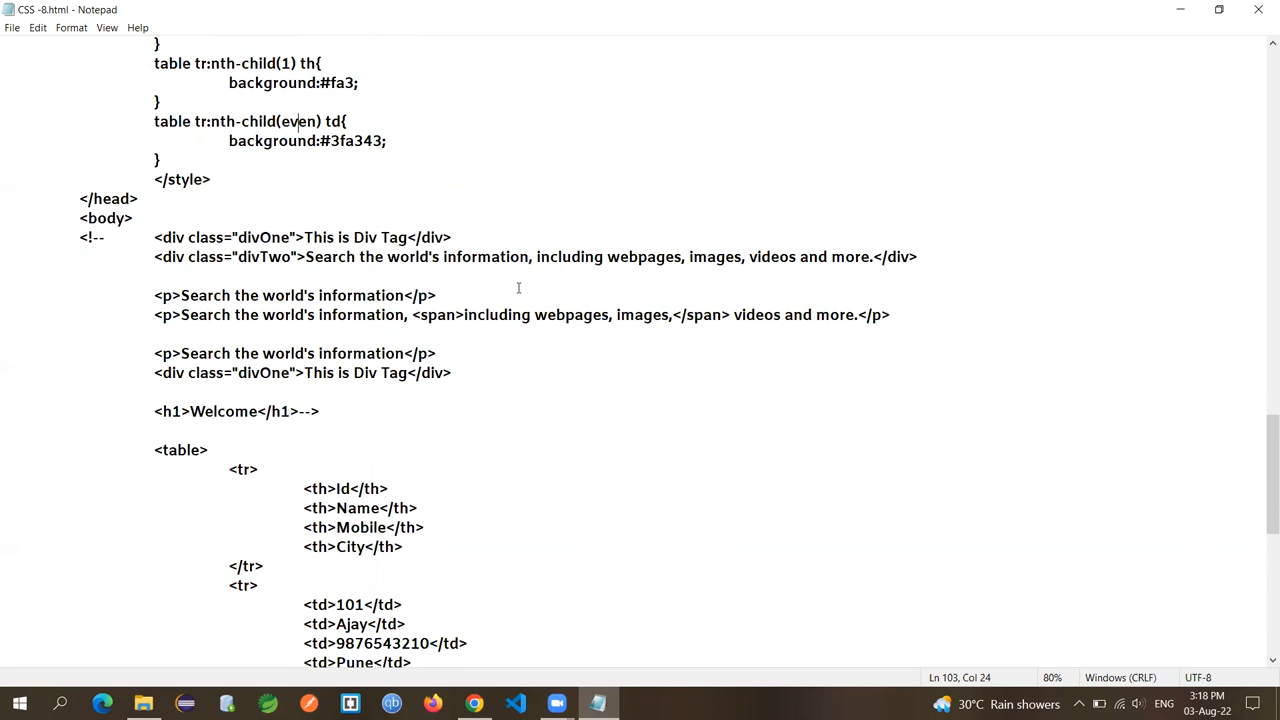 CSS -8.html - Notepad
File Edit Format View Help
}
table tr:nth-child(1) th{
background:#fa3;
}
table tr:nth-child(even) td{
background:#3fa343;
}
</style>
</head>
<body>
<!-- <div class="divOne">This is Div Tag</div>
<div class="divTwo">Search the world's information, including webpages, images, videos and more.</div>
<p>Search the world's information</p>
<p>Search the world's information, <span>including webpages, images,</span> videos and more.</p>
<p>Search the world's information</p>
<div class="divOne">This is Div Tag</div>
<h1>Welcome</h1>-->
<table>
<tr>
<th>Id</th>
<th>Name</th>
<th>Mobile</th>
<th>City</th>
</tr>
<tr>
<td>101</td>
<td>Ajay</td>
<td>9876543210</td>
<td>Pune</td>
Ln 103, Col 24 80% Windows (CRLF) UTF-8
qb 30°C Rain showers ENG 3:18 PM
03-Aug-22